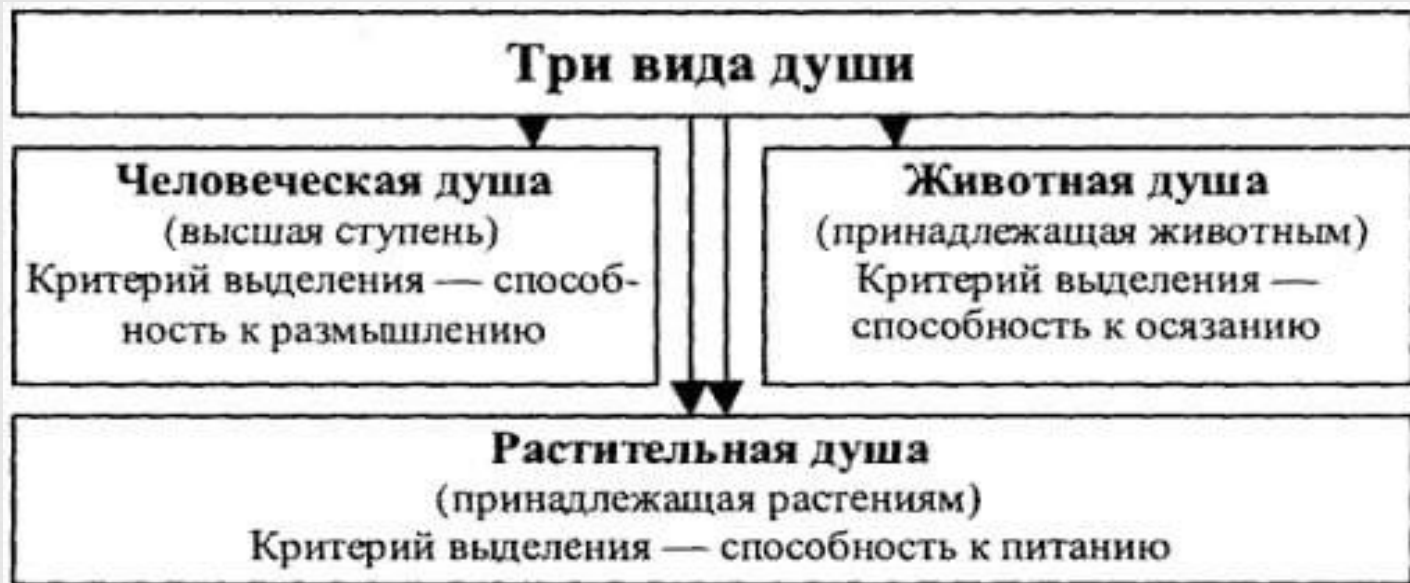 Три вида души
Человеческая душа
(высшая ступень)
Критерий выделения — способ-
ность к размышлению
Животная душа
(принадлежащая животным)
Критерий выделения —
способность к осязанию
Растительная душа
(принадлежащая растениям)
Критерий выделения — способность к питанию